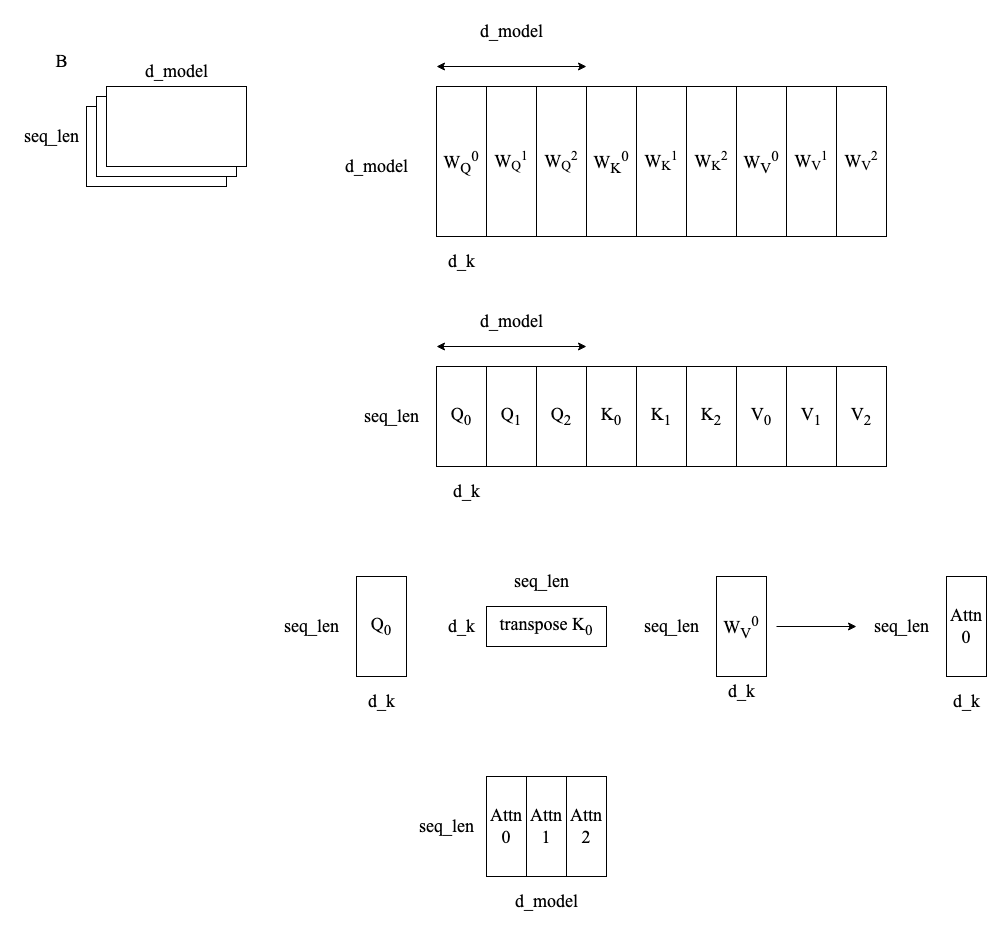 d_model
B
d_model
seq_len
d_model
W_Q^0 W_Q^1 W_Q^2 W_K^0 W_K^1 W_K^2 W_V^0 W_V^1 W_V^2
d_k
d_model
seq_len
Q_0 Q_1 Q_2 K_0 K_1 K_2 V_0 V_1 V_2
d_k
seq_len
seq_len Q_0 d_k transpose K_0 seq_len W_V^0 seq_len Attn
0
d_k d_k d_k
seq_len
Attn Attn Attn
0 1 2
d_model